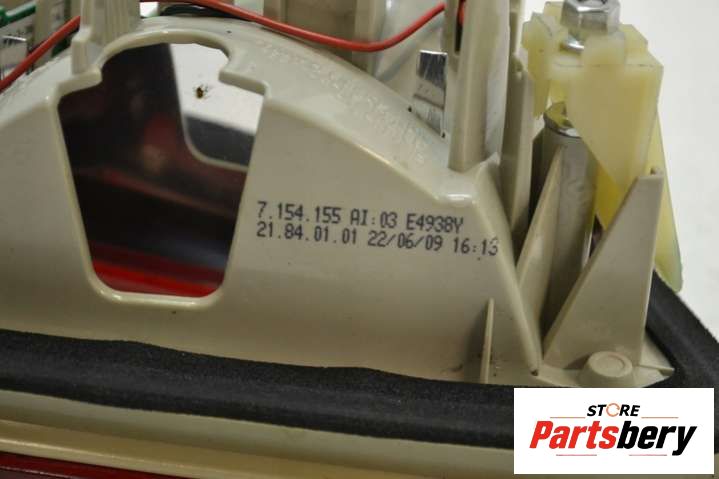 7.154.155 AI:03 E4938Y
21.84.01.01 22/06/09 16:13
STORE
Partsbery